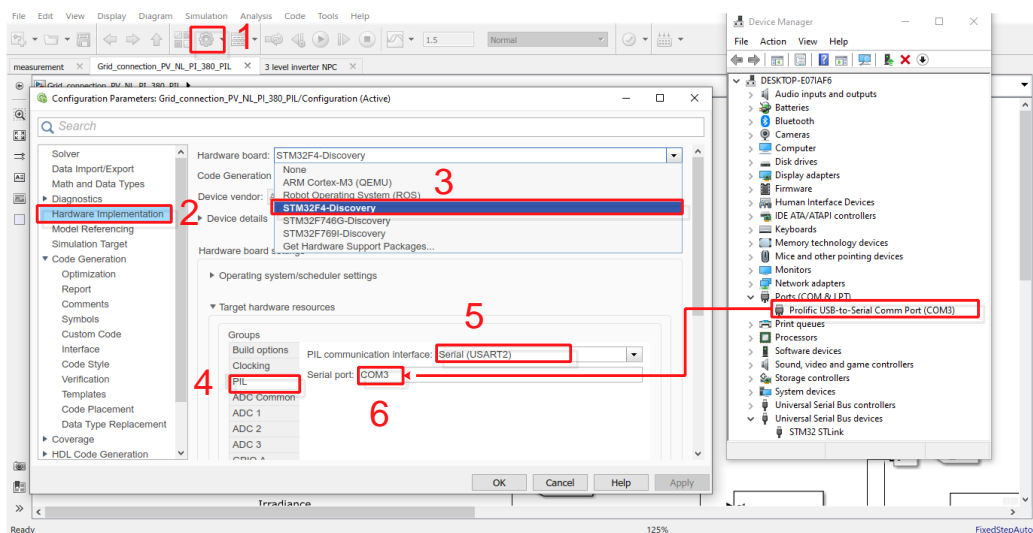 File Edit View Display Diagram Simulation Analysis Code Tools Help
1
1.5
Normal
measurement
Grid_connection_PV_NL_PI_380_PIL
3 level inverter NPC
Grid_connection_PV_NL_PI_380_PIL
Configuration Parameters: Grid_connection_PV_NL_PI_380_PIL/Configuration (Active)
Search
Solver
Data Import/Export
Math and Data Types
Diagnostics
Hardware Implementation
2
Model Referencing
Simulation Target
Code Generation
Optimization
Report
Comments
Symbols
Custom Code
Interface
Code Style
Verification
Templates
Code Placement
Data Type Replacement
Coverage
HDL Code Generation
Hardware board: STM32F4-Discovery
Code Generation
Device vendor:
Device details
None
ARM Cortex-M3 (QEMU)
Robot Operating System (ROS)
3
STM32F4-Discovery
STM32F746G-Discovery
STM32F769I-Discovery
Get Hardware Support Packages...
Hardware board settings
Operating system/scheduler settings
Target hardware resources
5
Groups
Build options
Clocking
4
PIL
ADC Common
ADC 1
ADC 2
ADC 3
GPIO A
PIL communication interface: Serial (USART2)
Serial port: COM3
6
OK
Cancel
Help
Apply
Irradiance
Ready
125%
FixedStepAuto
Device Manager
File Action View Help
DESKTOP-E07IAF6
Audio inputs and outputs
Batteries
Bluetooth
Cameras
Computer
Disk drives
Display adapters
Firmware
Human Interface Devices
IDE ATA/ATAPI controllers
Keyboards
Memory technology devices
Mice and other pointing devices
Monitors
Network adapters
Ports (COM & LPT)
Prolific USB-to-Serial Comm Port (COM3)
Print queues
Processors
Software devices
Sound, video and game controllers
Storage controllers
System devices
Universal Serial Bus controllers
Universal Serial Bus devices
STM32 STLink